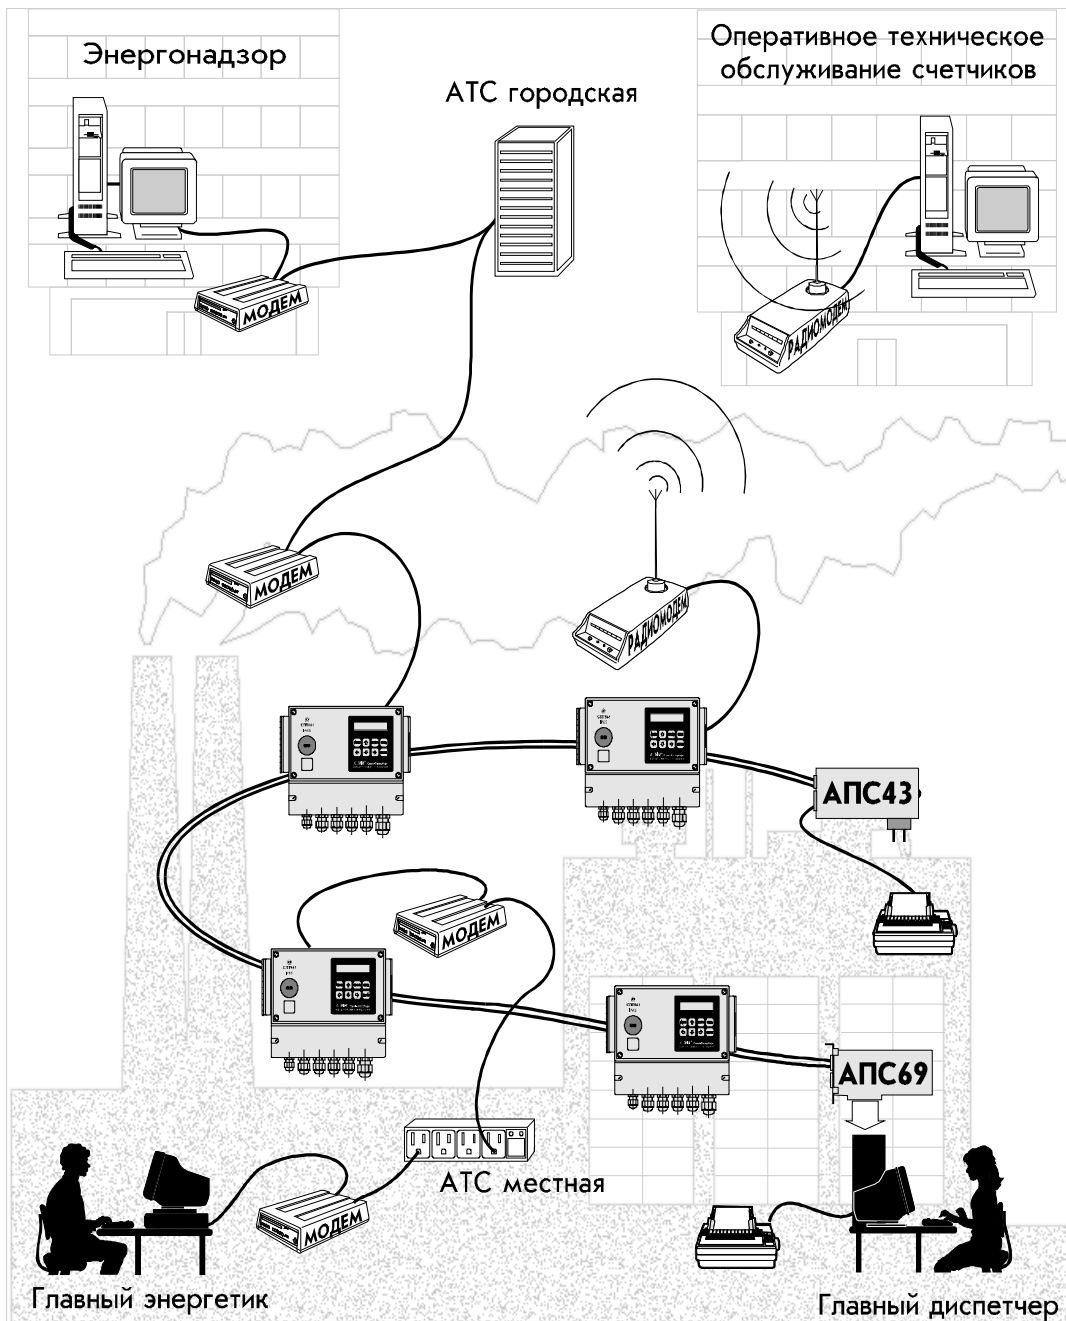 Энергонадзор
Оперативное техническое
обслуживание счетчиков
АТС городская
МОДЕМ
РАДИОМОДЕМ
МОДЕМ
РАДИОМОДЕМ
АПС43
МОДЕМ
АПС69
АТС местная
МОДЕМ
Главный энергетик
Главный диспетчер